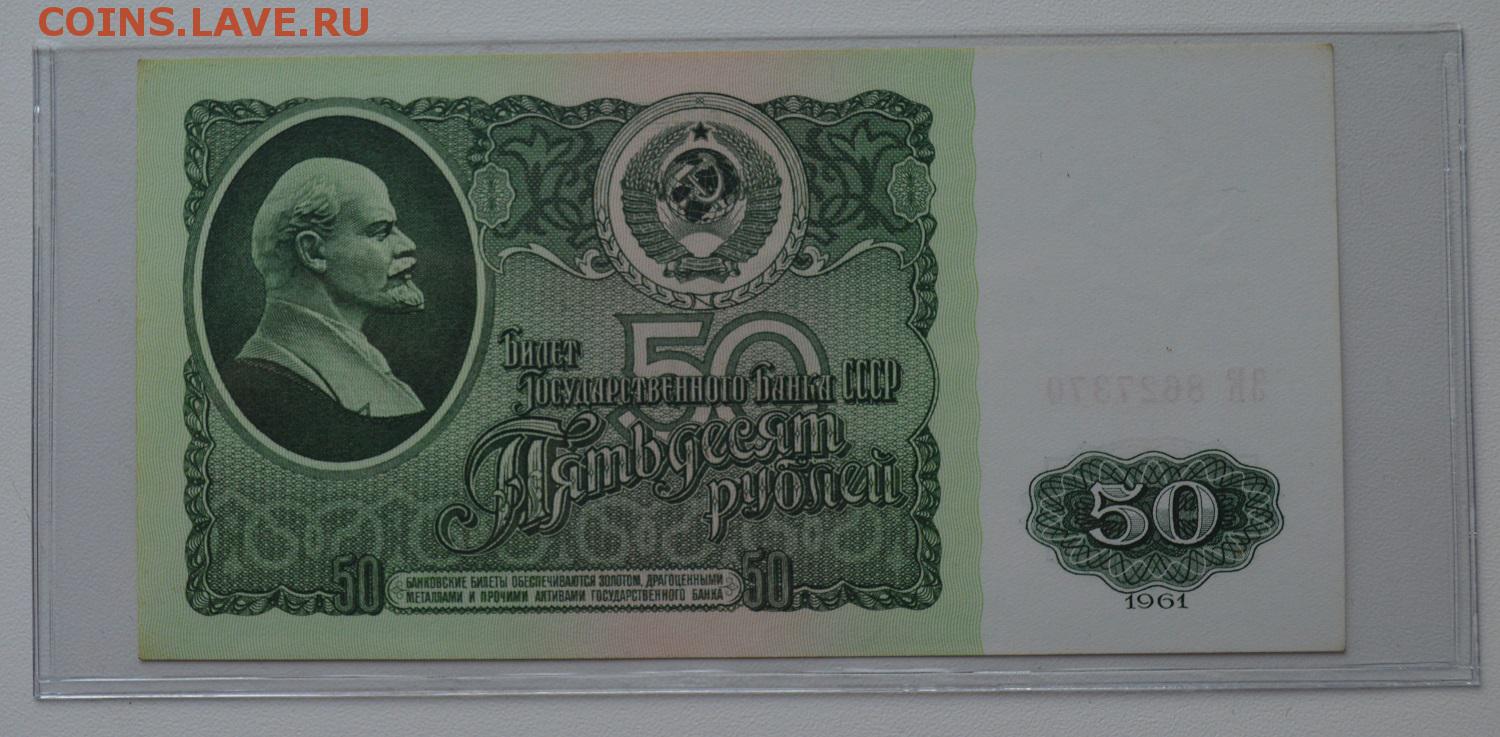 COINS.LAVE.RU
50
Билет
Государственного Банка СССР
Пятьдесят
рублей
ЗК 8627370
50
1961
50
БАНКОВСКИЕ БИЛЕТЫ ОБЕСПЕЧИВАЮТСЯ ЗОЛОТОМ, ДРАГОЦЕННЫМИ
МЕТАЛЛАМИ И ПРОЧИМИ АКТИВАМИ ГОСУДАРСТВЕННОГО БАНКА
50